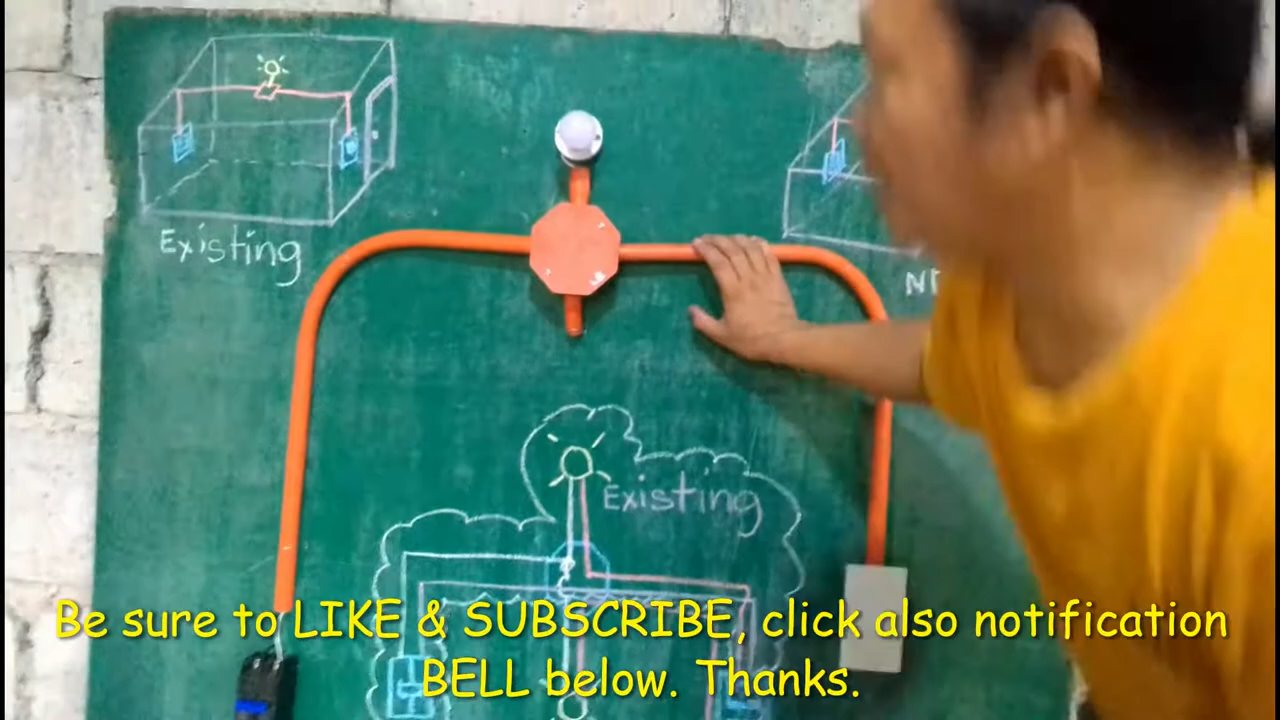 Existing
Existing
Be sure to LIKE & SUBSCRIBE, click also notification
BELL below. Thanks.